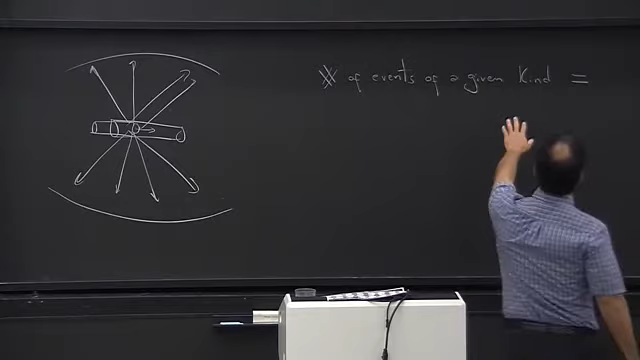 # of events of a given Kind =